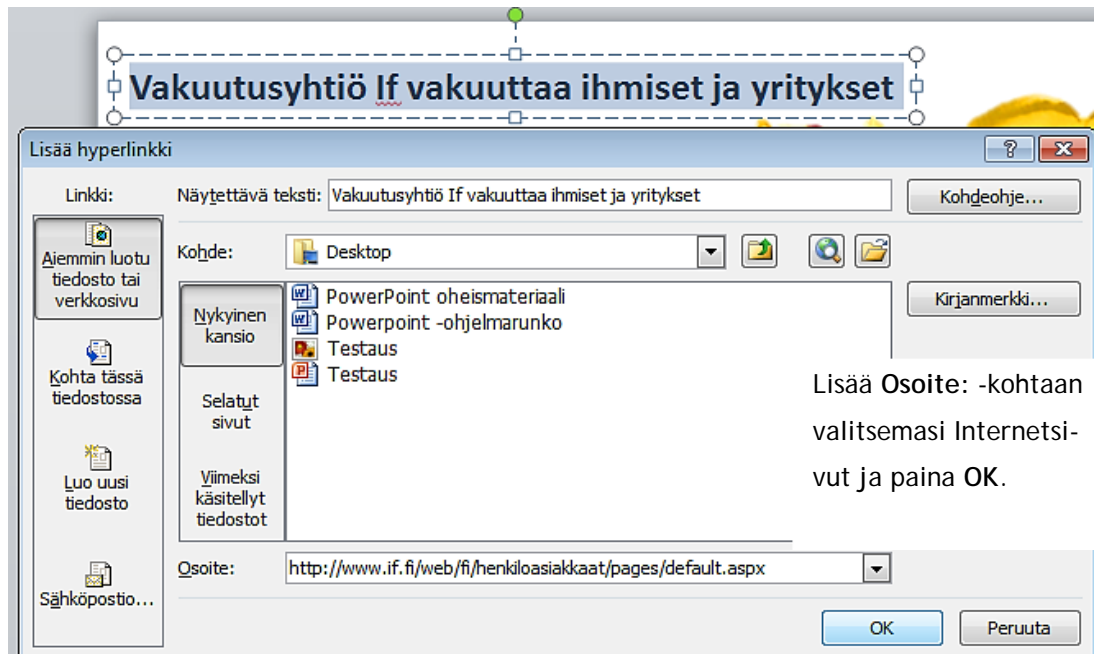 Vakuutusyhtiö If vakuuttaa ihmiset ja yritykset
Lisää hyperlinkki
Linkki:
Näytettävä teksti: Vakuutusyhtiö If vakuuttaa ihmiset ja yritykset
Kohdeohje...
Aiemmin luotu
tiedosto tai
verkkosivu
Kohta tässä
tiedostossa
Luo uusi
tiedosto
Sähköpostio...
Kohde: Desktop
Nykyinen
kansio
Selatut
sivut
Viimeksi
käsitellyt
tiedostot
PowerPoint oheismateriaali
Powerpoint -ohjelmarunko
Testaus
Testaus
Kirjanmerkki...
Lisää Osoite: -kohtaan
valitsemasi Internetsi-
vut ja paina OK.
Osoite: http://www.if.fi/web/fi/henkiloasiakkaat/pages/default.aspx
OK
Peruuta